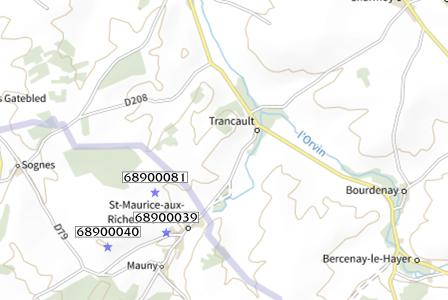 s Gatebled
D208
Trancault
l'Orvin
Sognes
68900081
St-Maurice-aux-
Riche
68900039
Bourdenay
D79
68900040
Mauny
Bercenay-le-Hayer